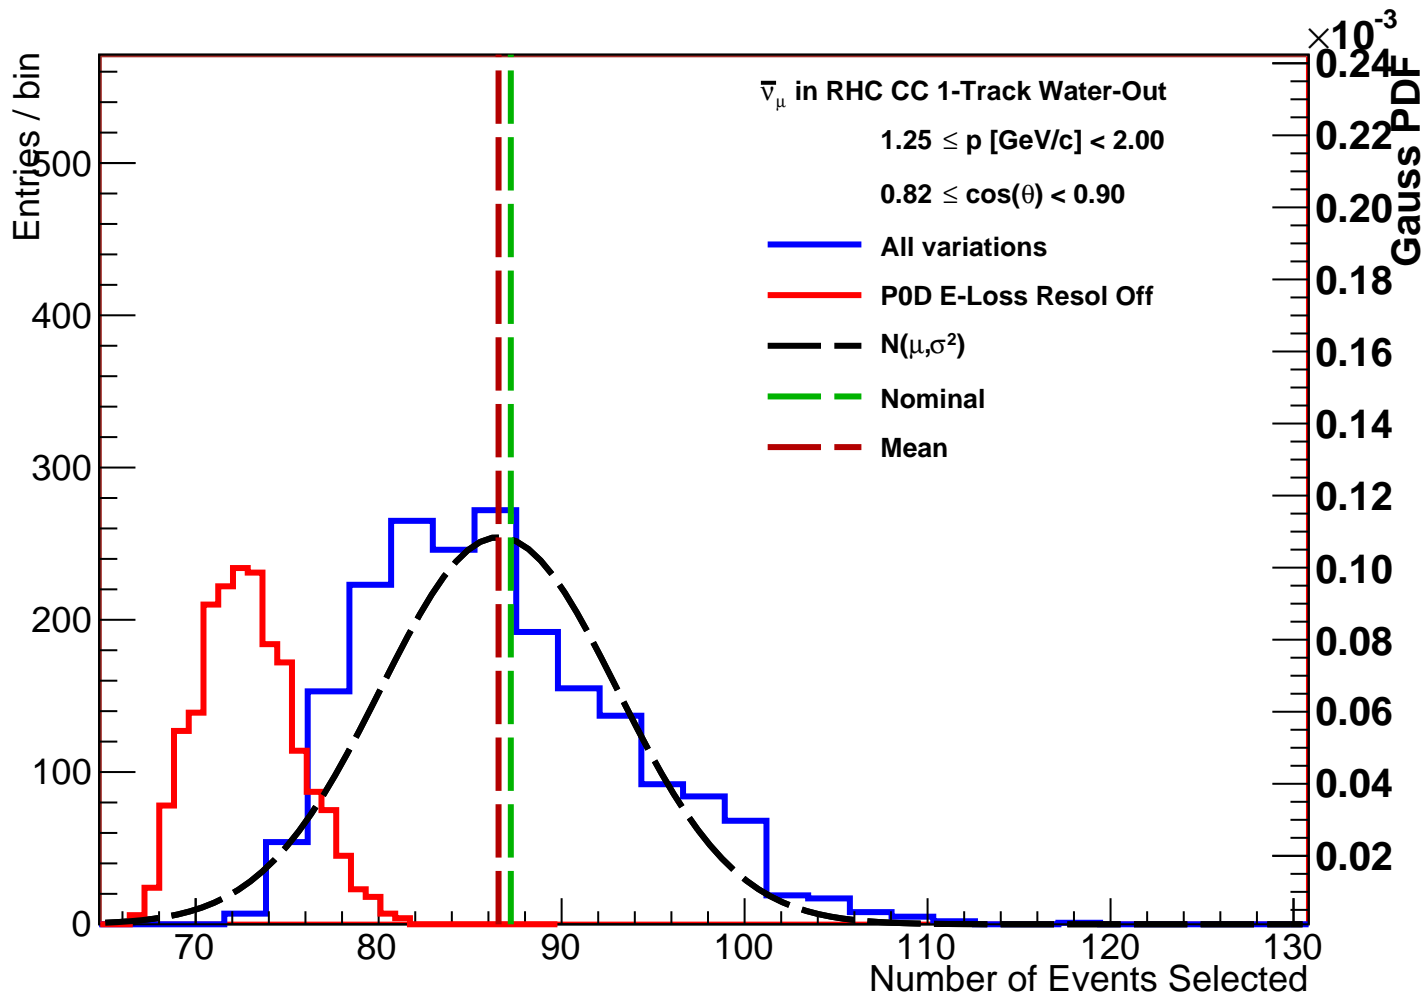 ×10⁻³
Entries / bin
Gauss PDF
ν̅μ in RHC CC 1-Track Water-Out
1.25 ≤ p [GeV/c] < 2.00
0.82 ≤ cos(θ) < 0.90
All variations
P0D E-Loss Resol Off
N(μ,σ²)
Nominal
Mean
500
400
300
200
100
0
0.24
0.22
0.20
0.18
0.16
0.14
0.12
0.10
0.08
0.06
0.04
0.02
70 80 90 100 110 120 130
Number of Events Selected